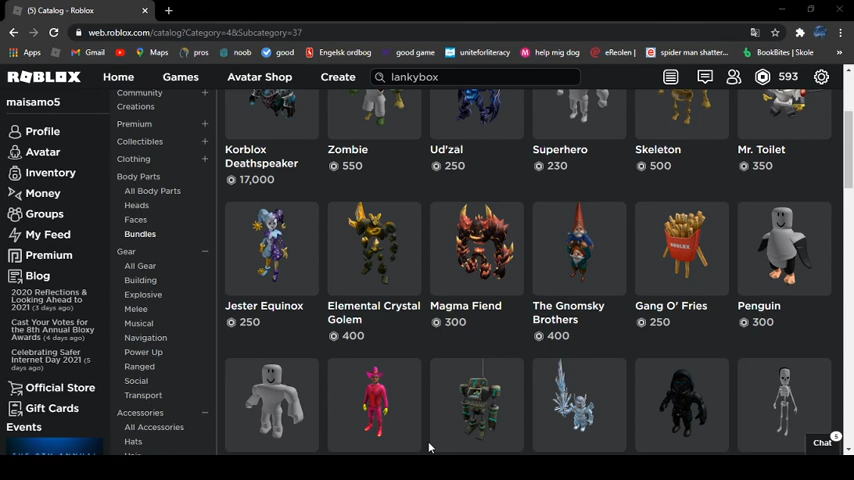 (5) Catalog - Roblox
web.roblox.com/catalog?Category=4&Subcategory=37
Apps
Gmail
YouTube
Maps
pros
noob
good
Engelsk ordbog
good game
uniteforliteracy
help mig dog
eReolen |
spider man shatter...
BookBites | Skole
ROBLOX
Home
Games
Avatar Shop
Create
lankybox
593
maisamo5
Profile
Avatar
Inventory
Money
Groups
My Feed
Premium
Blog
2020 Reflections &
Looking Ahead to
2021 (3 days ago)
Cast Your Votes for
the 8th Annual Bloxy
Awards (4 days ago)
Celebrating Safer
Internet Day 2021 (5
days ago)
Official Store
Gift Cards
Events
Community
Creations
Premium
Collectibles
Clothing
Body Parts
All Body Parts
Heads
Faces
Bundles
Gear
All Gear
Building
Explosive
Melee
Musical
Navigation
Power Up
Ranged
Social
Transport
Accessories
All Accessories
Hats
Hair
Korblox
Deathspeaker
17,000
Zombie
550
Ud'zal
250
Superhero
230
Skeleton
500
Mr. Toilet
350
Jester Equinox
250
Elemental Crystal
Golem
400
Magma Fiend
300
The Gnomsky
Brothers
400
ROBLOX
Gang O' Fries
250
Penguin
300
Chat
5